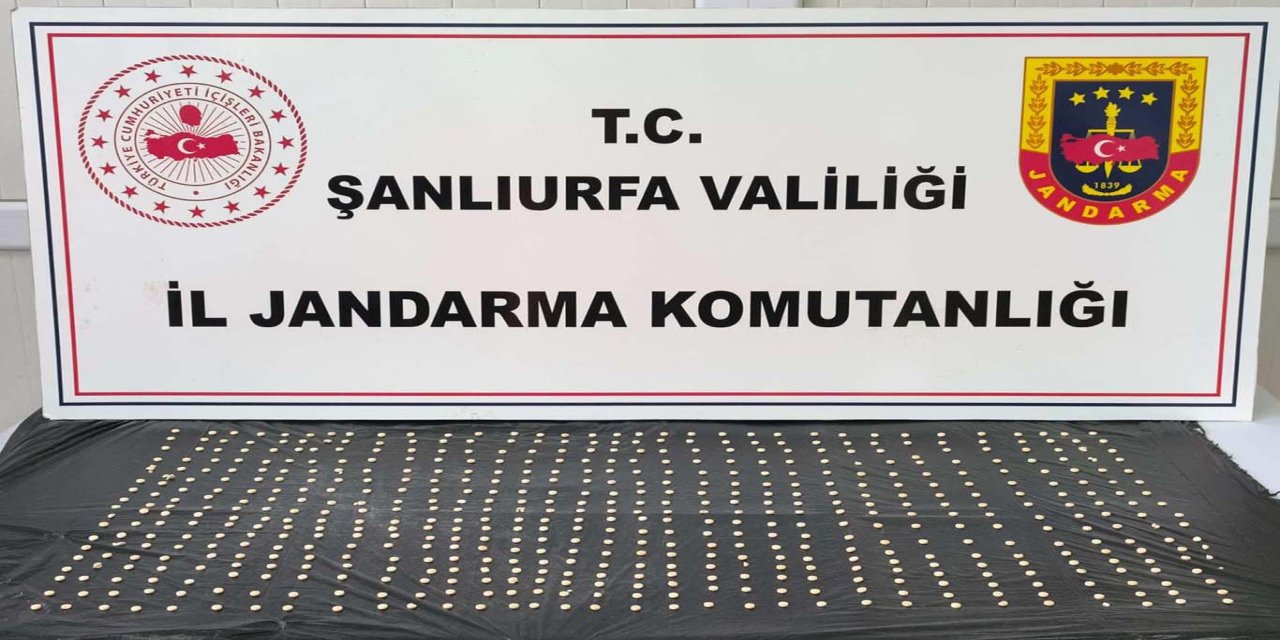 TÜRKİYE CUMHURİYETİ İÇİŞLERİ BAKANLIĞI
T.C.
ŞANLIURFA VALİLİĞİ
İL JANDARMA KOMUTANLIĞI
1839
JANDARMA